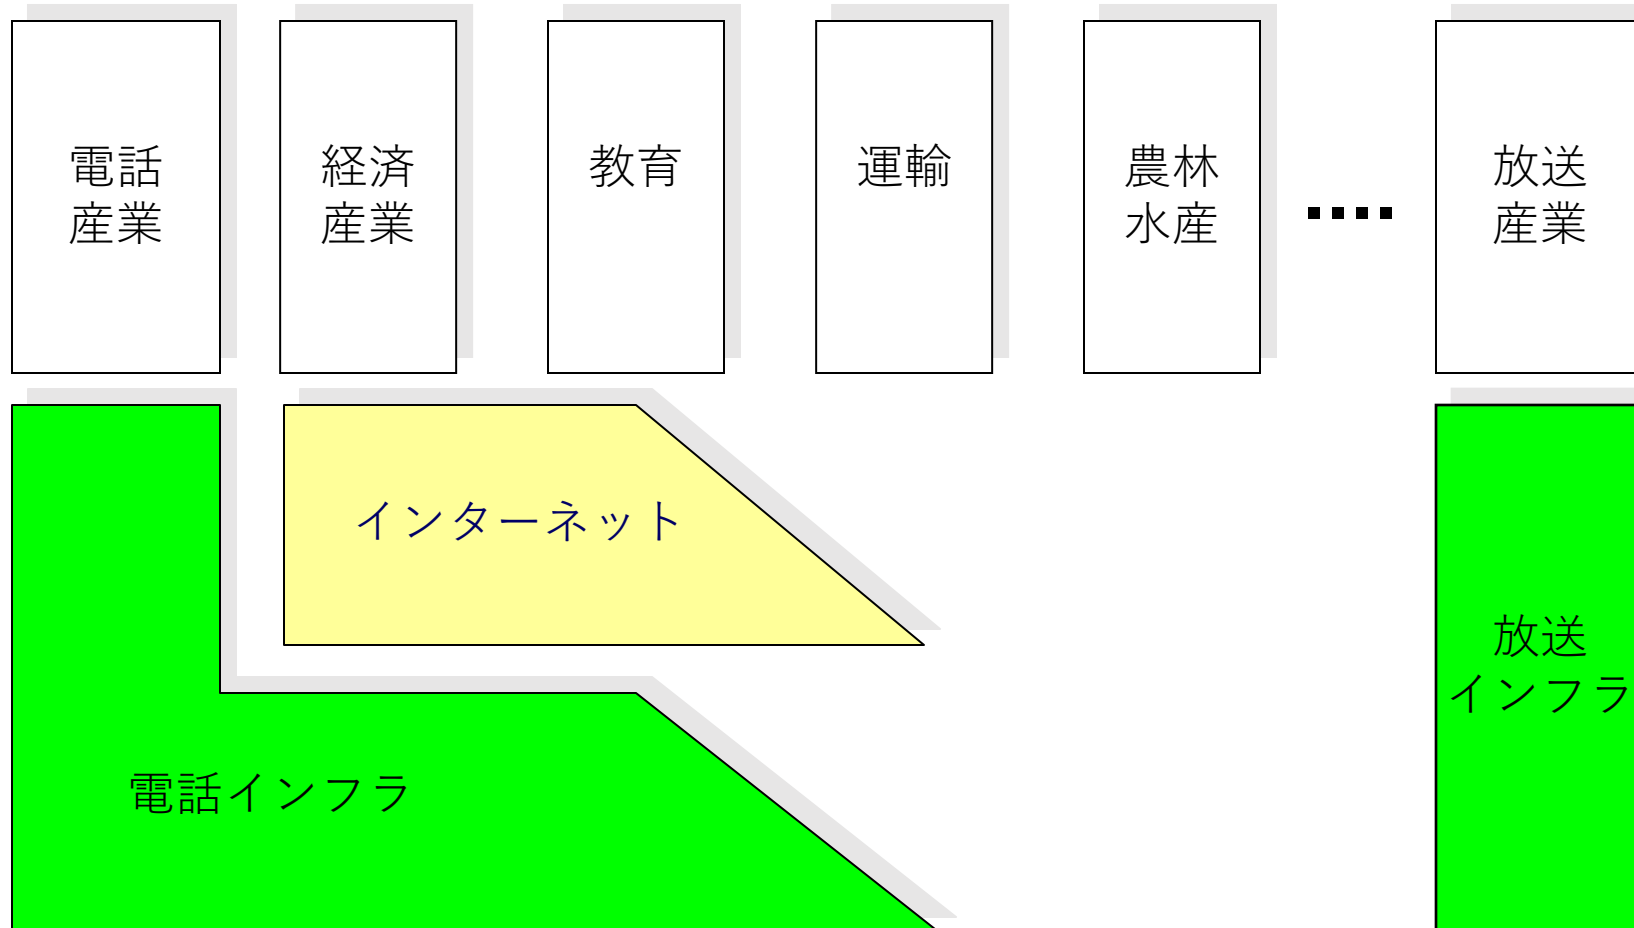 電話
産業
経済
産業
教育
運輸
農林
水産
....
放送
産業
インターネット
放送
インフラ
電話インフラ